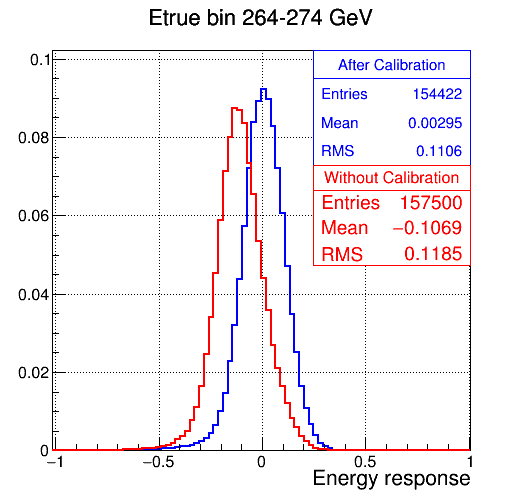 Etrue bin 264-274 GeV
0.1
0.08
0.06
0.04
0.02
0
After Calibration
Entries 154422
Mean 0.00295
RMS 0.1106
Without Calibration
Entries 157500
Mean −0.1069
RMS 0.1185
−1 −0.5 0 0.5 1
Energy response